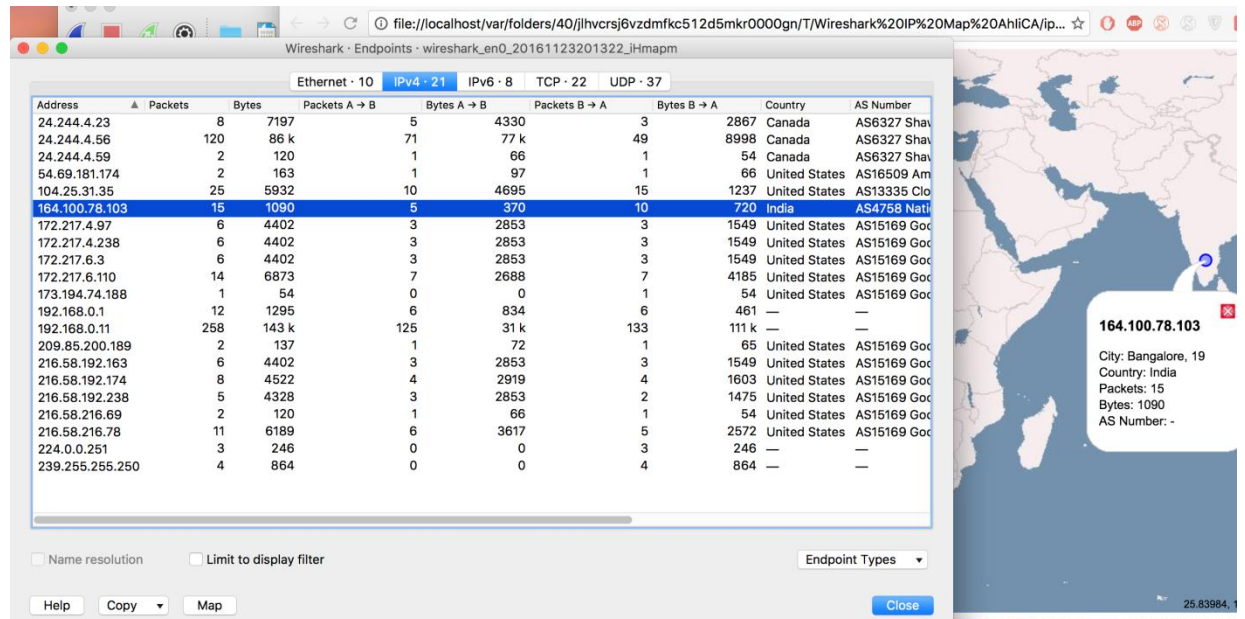 file://localhost/var/folders/40/jlhvcrsj6vzdmfkc512d5mkr0000gn/T/Wireshark%20IP%20Map%20AhliCA/ip...
ABP
Wireshark · Endpoints · wireshark_en0_20161123201322_iHmapm
Ethernet · 10 IPv4 · 21 IPv6 · 8 TCP · 22 UDP · 37
Address Packets Bytes Packets A → B Bytes A → B Packets B → A Bytes B → A Country AS Number
24.244.4.23 8 7197 5 4330 3 2867 Canada AS6327 Shaw
24.244.4.56 120 86 k 71 77 k 49 8998 Canada AS6327 Shaw
24.244.4.59 2 120 1 66 1 54 Canada AS6327 Shaw
54.69.181.174 2 163 1 97 1 66 United States AS16509 Am
104.25.31.35 25 5932 10 4695 15 1237 United States AS13335 Clo
164.100.78.103 15 1090 5 370 10 720 India AS4758 Nati
172.217.4.97 6 4402 3 2853 3 1549 United States AS15169 Goo
172.217.4.238 6 4402 3 2853 3 1549 United States AS15169 Goo
172.217.6.3 6 4402 3 2853 3 1549 United States AS15169 Goo
172.217.6.110 14 6873 7 2688 7 4185 United States AS15169 Goo
173.194.74.188 1 54 0 0 1 54 United States AS15169 Goo
192.168.0.1 12 1295 6 834 6 461 — —
192.168.0.11 258 143 k 125 31 k 133 111 k — —
209.85.200.189 2 137 1 72 1 65 United States AS15169 Goo
216.58.192.163 6 4402 3 2853 3 1549 United States AS15169 Goo
216.58.192.174 8 4522 4 2919 4 1603 United States AS15169 Goo
216.58.192.238 5 4328 3 2853 2 1475 United States AS15169 Goo
216.58.216.69 2 120 1 66 1 54 United States AS15169 Goo
216.58.216.78 11 6189 6 3617 5 2572 United States AS15169 Goo
224.0.0.251 3 246 0 0 3 246 — —
239.255.255.250 4 864 0 0 4 864 — —
Name resolution Limit to display filter Endpoint Types
Help Copy Map Close
164.100.78.103
City: Bangalore, 19
Country: India
Packets: 15
Bytes: 1090
AS Number: -
25.83984, 1